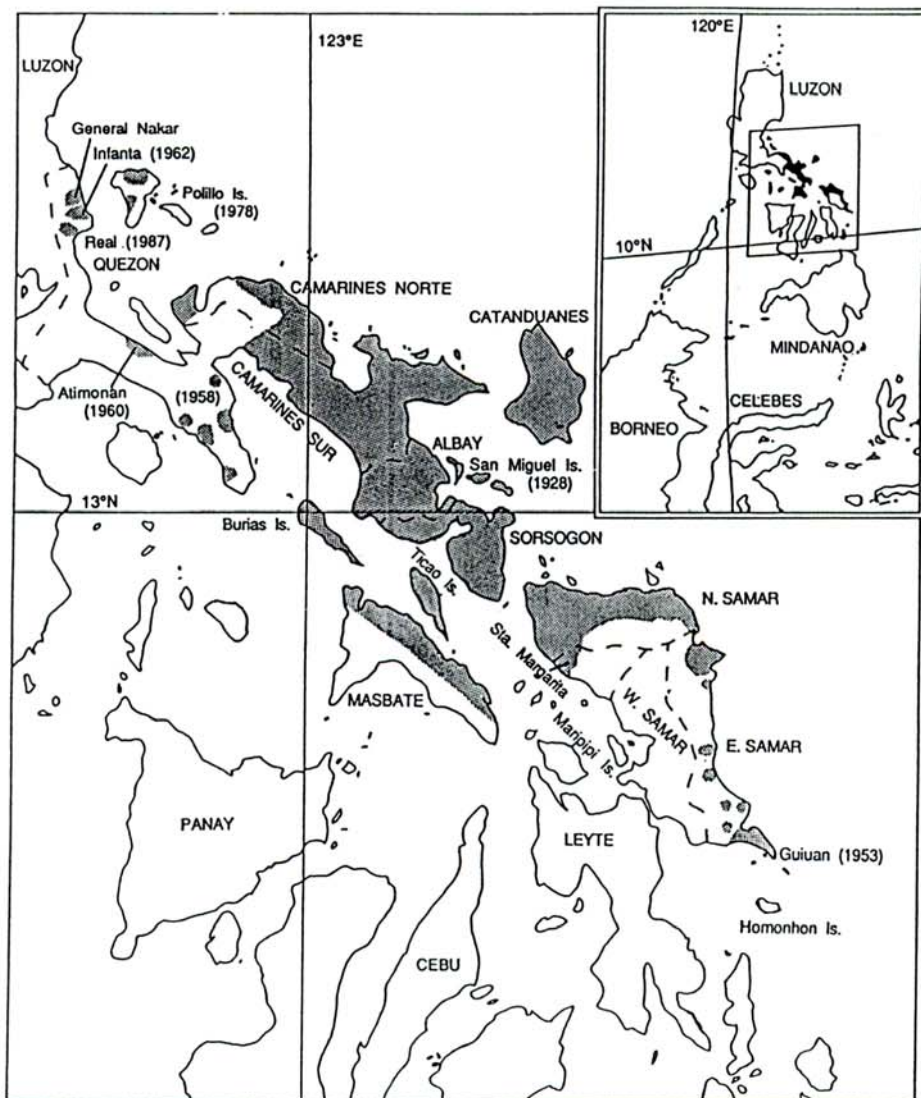 123°E
120°E
LUZON
LUZON
General Nakar
Infanta (1962)
Polillo Is.
(1978)
Real . (1987)
QUEZON
10°N
CAMARINES NORTE
CATANDUANES
MINDANAO
Atimonan
(1960)
(1958)
CAMARINES SUR
CELEBES
BORNEO
ALBAY
San Miguel Is.
(1928)
13°N
Burias Is.
SORSOGON
Ticao Is.
N. SAMAR
Sta. Margarita
MASBATE
W. SAMAR
Maripipi Is.
E. SAMAR
PANAY
LEYTE
Guiuan (1953)
Homonhon Is.
CEBU